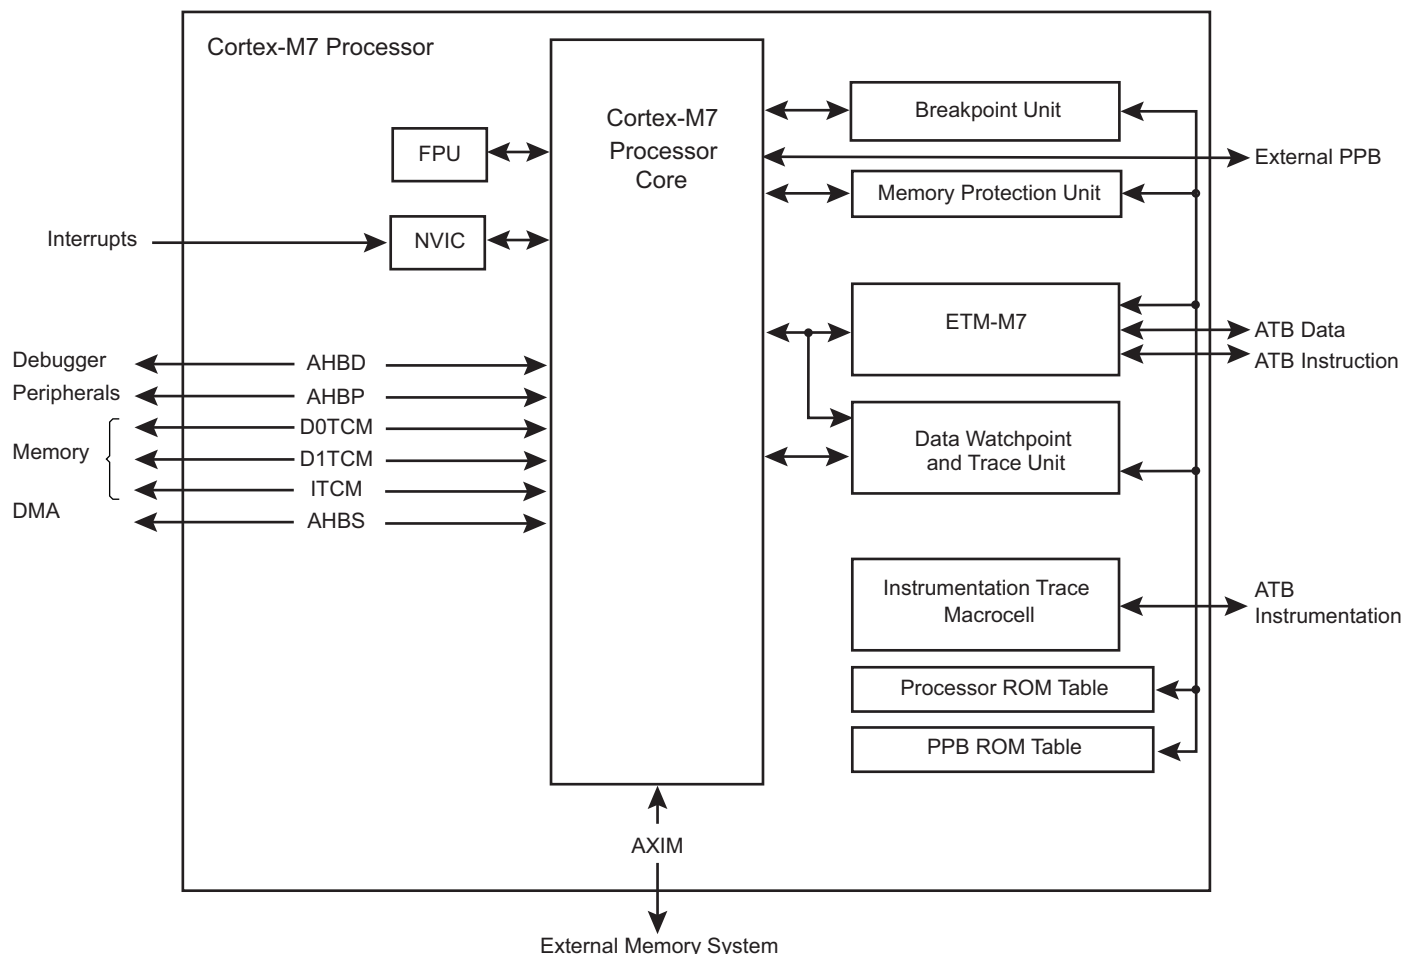 Cortex-M7 Processor
Cortex-M7
Processor
Core
FPU
NVIC
Interrupts
Breakpoint Unit
External PPB
Memory Protection Unit
ETM-M7
ATB Data
ATB Instruction
Debugger
AHBD
Peripherals
AHBP
D0TCM
Memory
D1TCM
ITCM
DMA
AHBS
Data Watchpoint
and Trace Unit
Instrumentation Trace
Macrocell
ATB
Instrumentation
Processor ROM Table
PPB ROM Table
AXIM
External Memory System